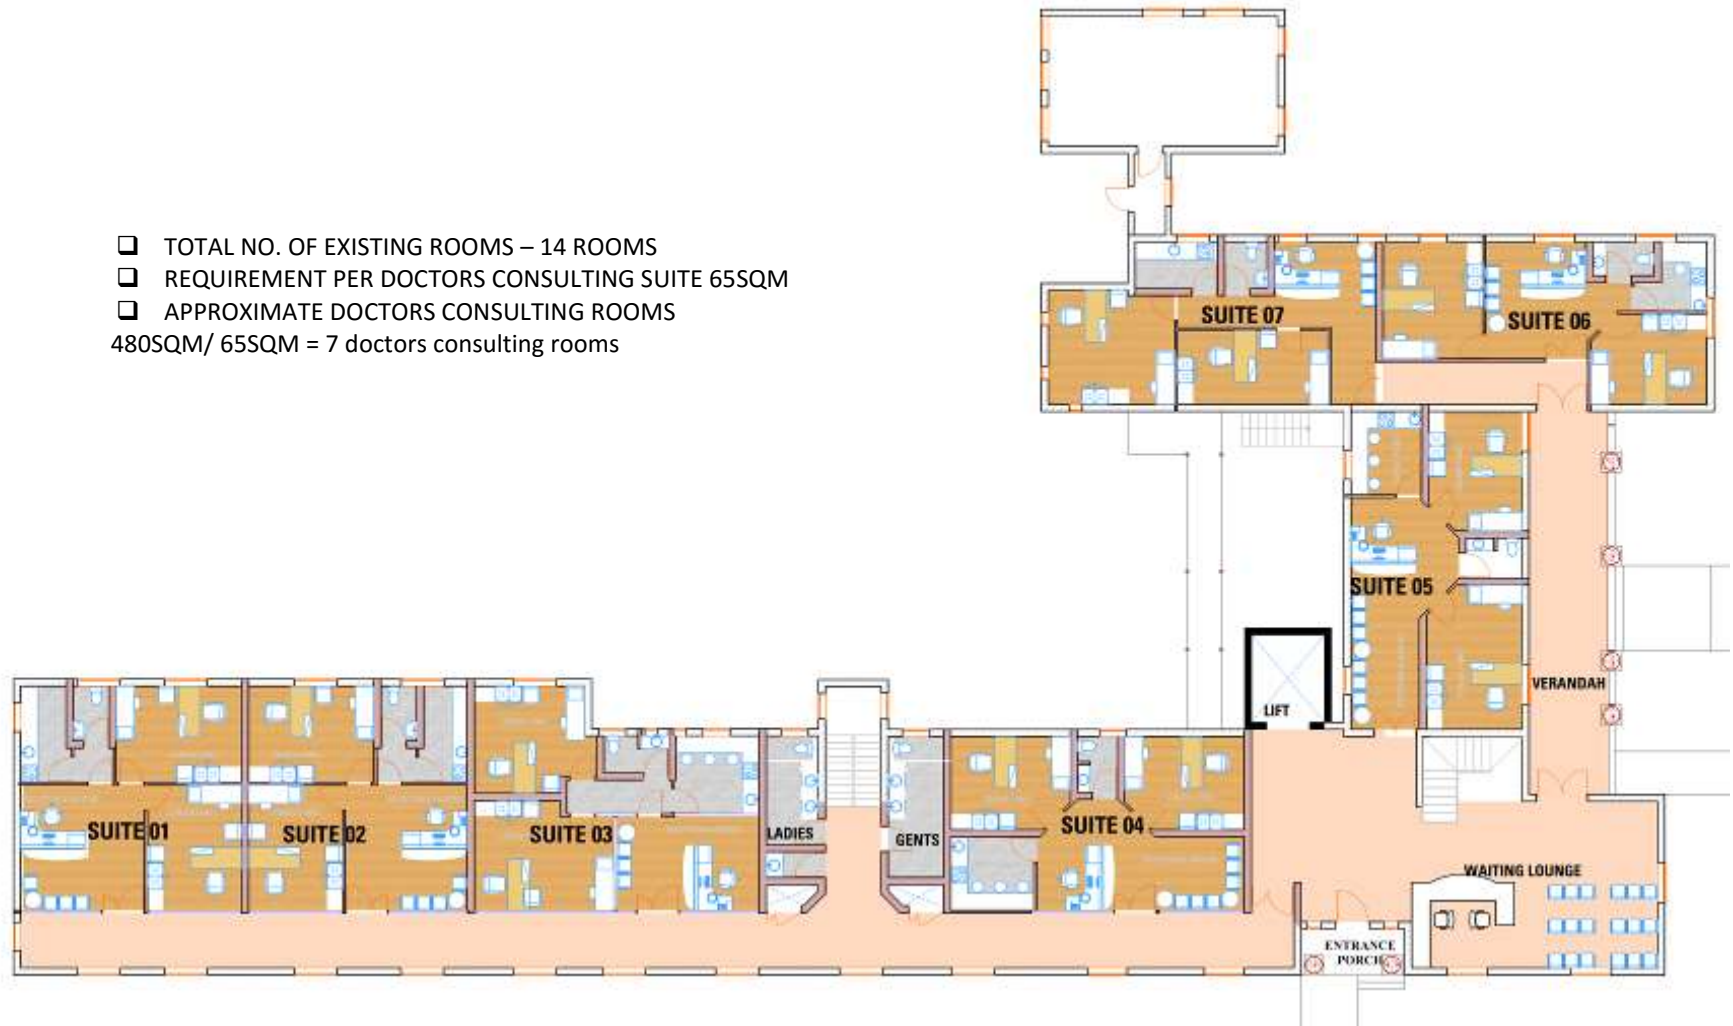 ❑ TOTAL NO. OF EXISTING ROOMS – 14 ROOMS
❑ REQUIREMENT PER DOCTORS CONSULTING SUITE 65SQM
❑ APPROXIMATE DOCTORS CONSULTING ROOMS
480SQM/ 65SQM = 7 doctors consulting rooms
SUITE 07
SUITE 06
SUITE 05
VERANDAH
LIFT
SUITE 01
SUITE 02
SUITE 03
LADIES
GENTS
SUITE 04
WAITING LOUNGE
ENTRANCE
PORCH